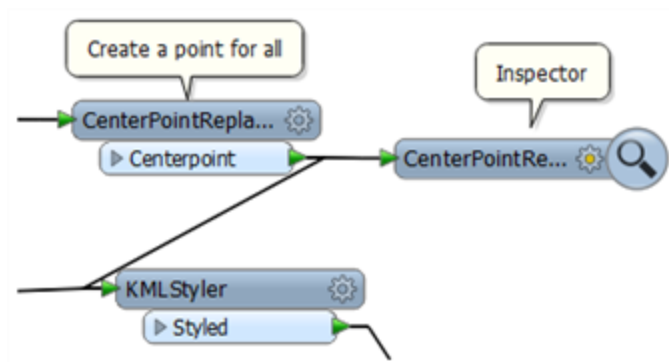 Create a point for all
Inspector
CenterPointRepla...
Centerpoint
CenterPointRe...
KMLStyler
Styled